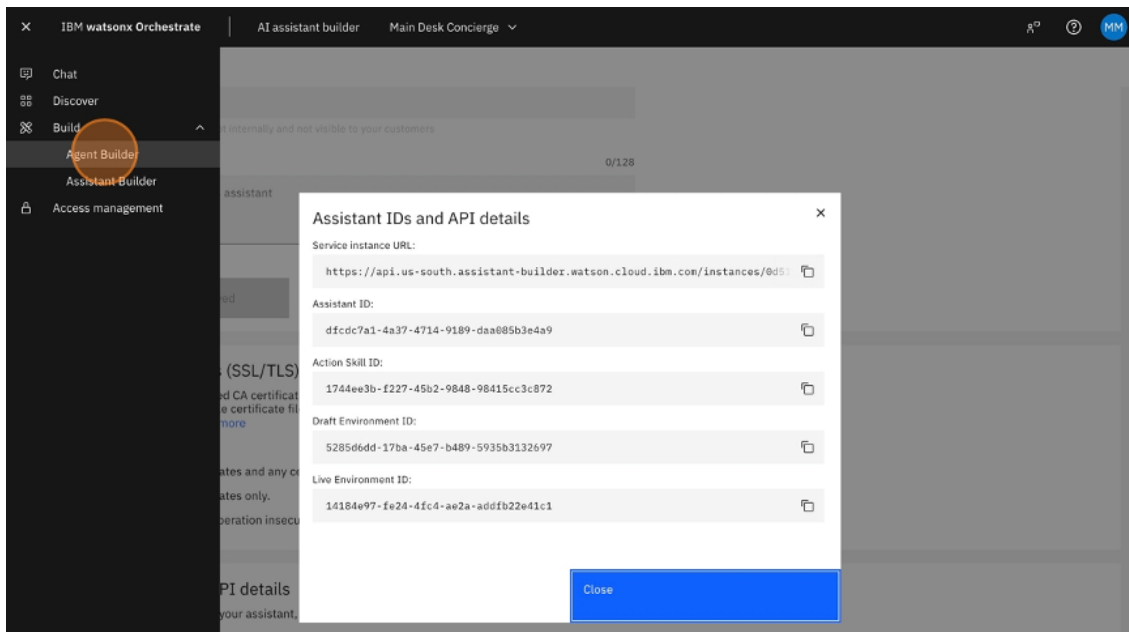 IBM watsonx Orchestrate
AI assistant builder
Main Desk Concierge
MM
Chat
Discover
Build
Agent Builder
Assistant Builder
Access management
t internally and not visible to your customers
0/128
assistant
(SSL/TLS)
ed CA certificat
e certificate fil
more
ates and any ce
ates only.
peration insecu
PI details
your assistant,
Assistant IDs and API details
Service instance URL:
https://api.us-south.assistant-builder.watson.cloud.ibm.com/instances/0d5
Assistant ID:
dfcdc7a1-4a37-4714-9189-daa085b3e4a9
Action Skill ID:
1744ee3b-f227-45b2-9848-98415cc3c872
Draft Environment ID:
5285d6dd-17ba-45e7-b489-5935b3132697
Live Environment ID:
14184e97-fe24-4fc4-ae2a-addfb22e41c1
Close